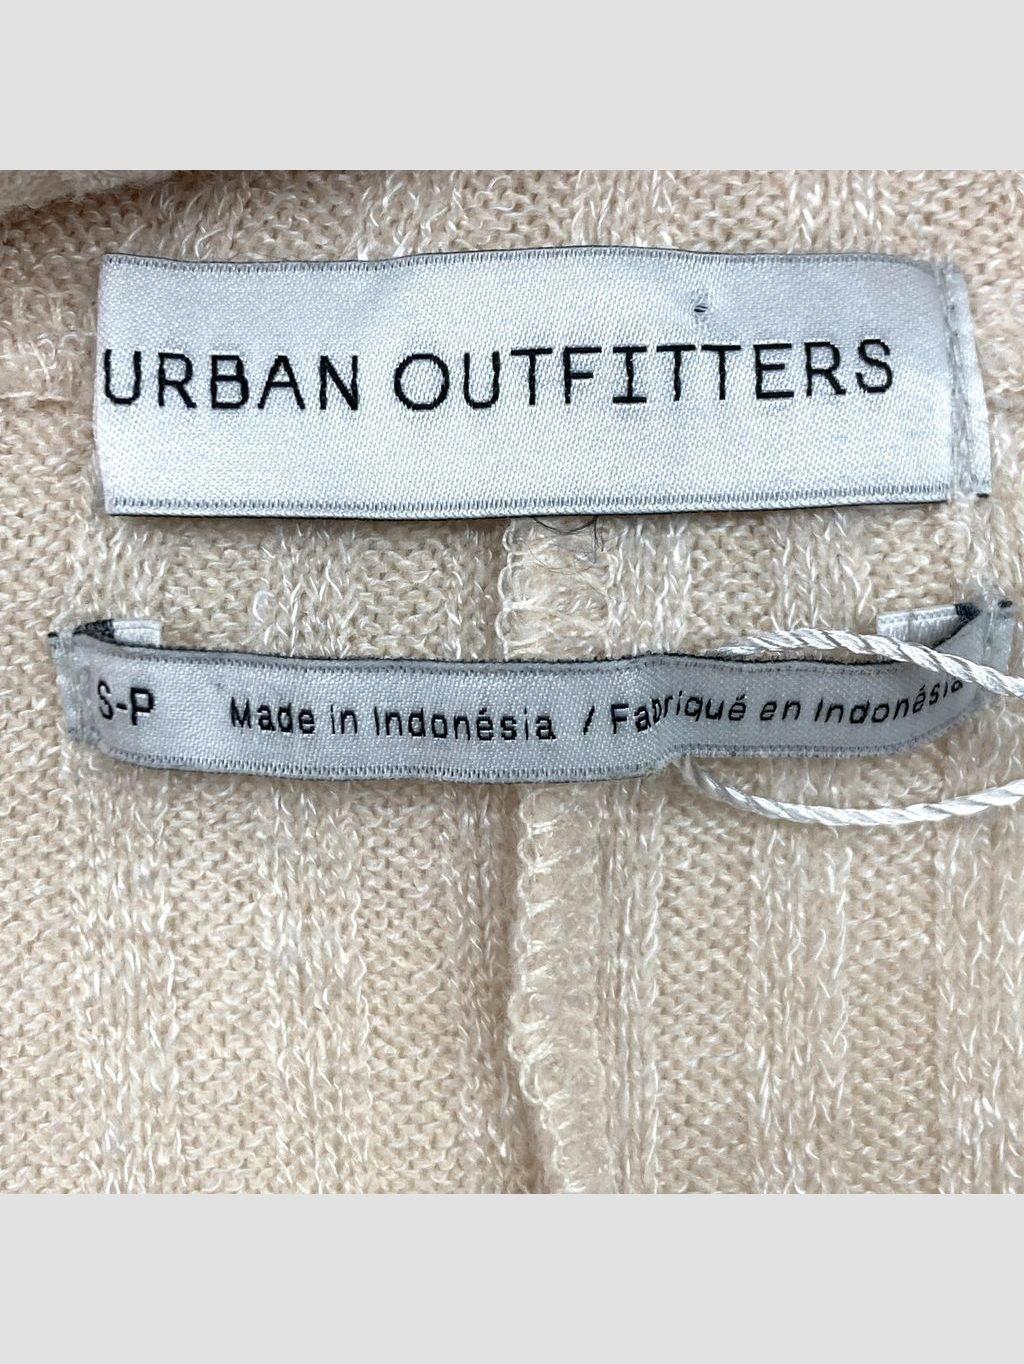 URBAN OUTFITTERS
S-P Made in Indonésia / Fabriqué en Indonésia